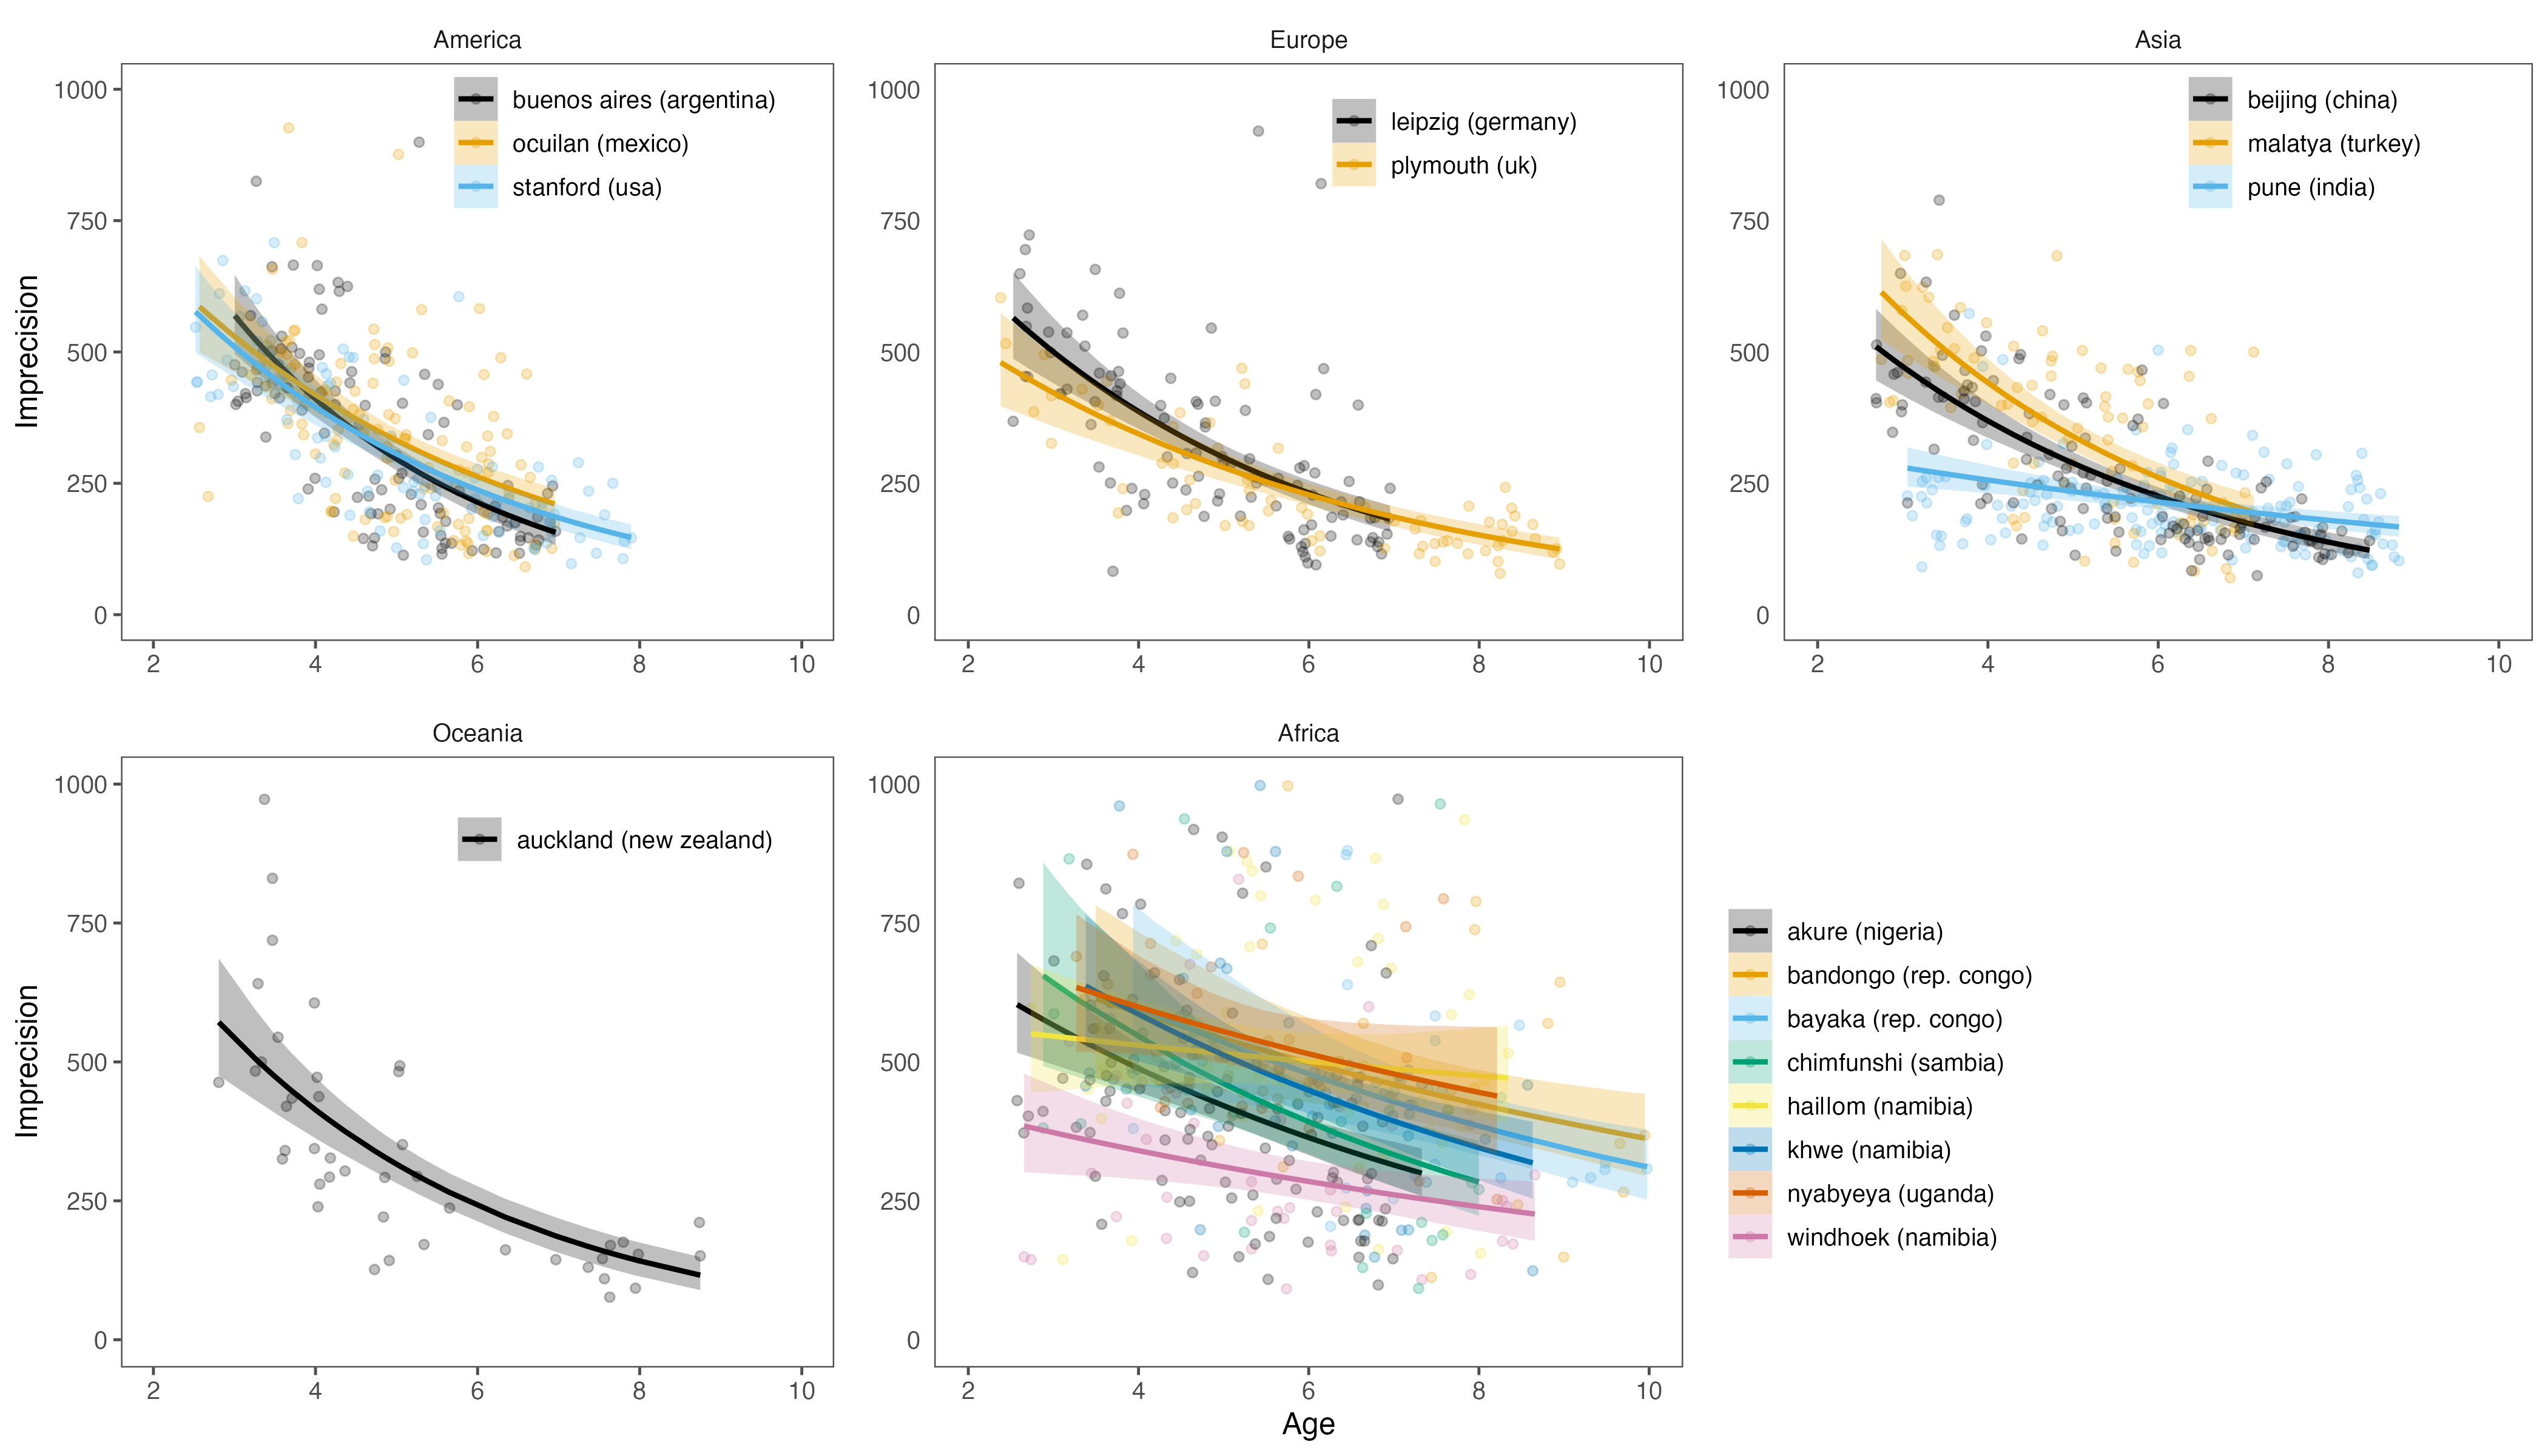 America
Europe
Asia
1000
750
500
250
0
Imprecision
buenos aires (argentina)
ocuilan (mexico)
stanford (usa)
2 4 6 8 10
1000
750
500
250
0
leipzig (germany)
plymouth (uk)
2 4 6 8 10
1000
750
500
250
0
beijing (china)
malatya (turkey)
pune (india)
2 4 6 8 10
Oceania
Africa
1000
750
500
250
0
Imprecision
auckland (new zealand)
2 4 6 8 10
1000
750
500
250
0
2 4 6 8 10
Age
akure (nigeria)
bandongo (rep. congo)
bayaka (rep. congo)
chimfunshi (sambia)
haillom (namibia)
khwe (namibia)
nyabyeya (uganda)
windhoek (namibia)